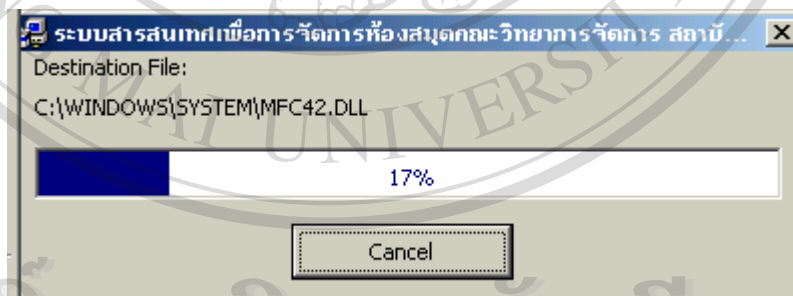 ระบบสารสนเทศเพื่อการจัดการห้องสมุดคณะวิทยาการจัดการ สถาบั...
Destination File:
C:\WINDOWS\SYSTEM\MFC42.DLL
17%
Cancel
MAI UNIVERSIT